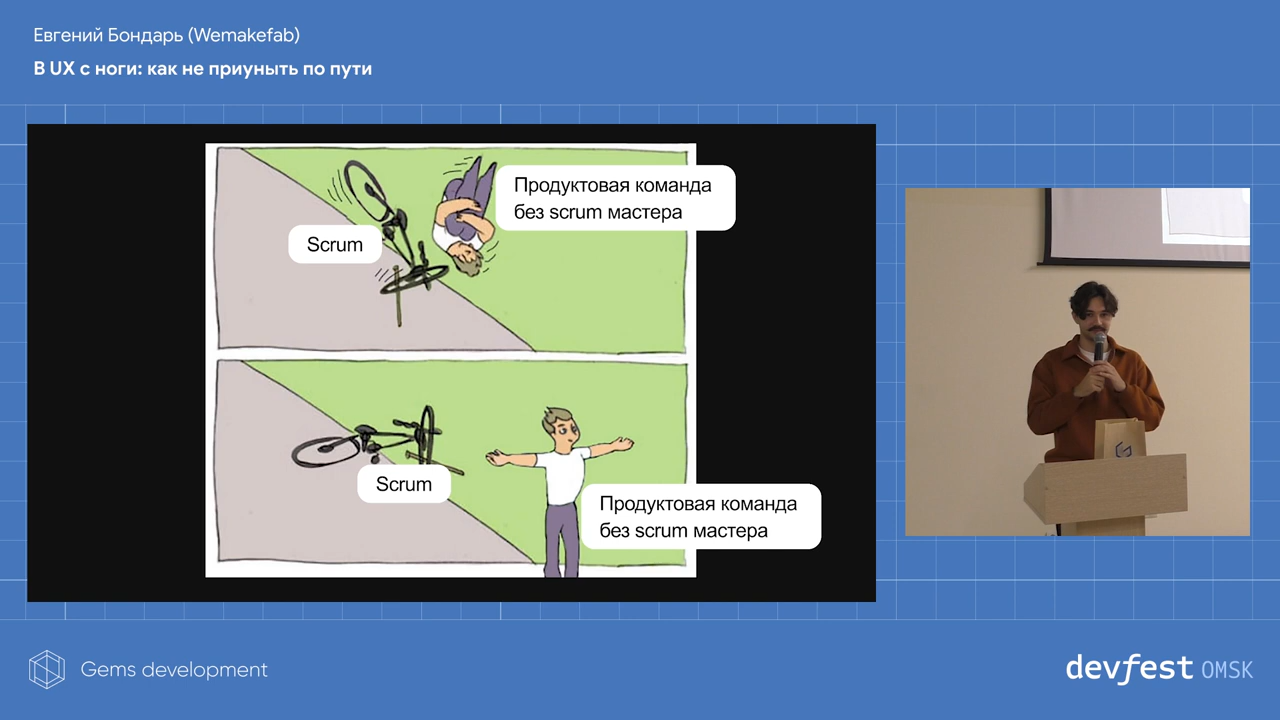 Евгений Бондарь (Wemakefab)
В UX с ноги: как не приуныть по пути
Продуктовая команда
без scrum мастера
Scrum
Scrum
Продуктовая команда
без scrum мастера
Gems development
devfest OMSK